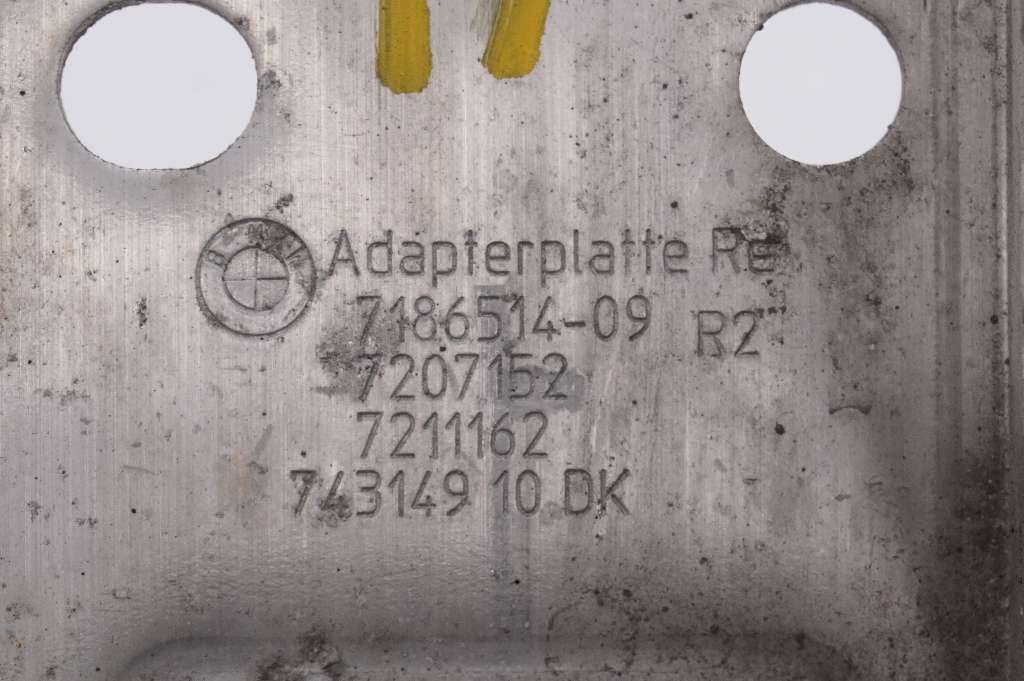 BMW
Adapterplatte Re
7186514-09 R2
7207152
7211162
743149 10 DK